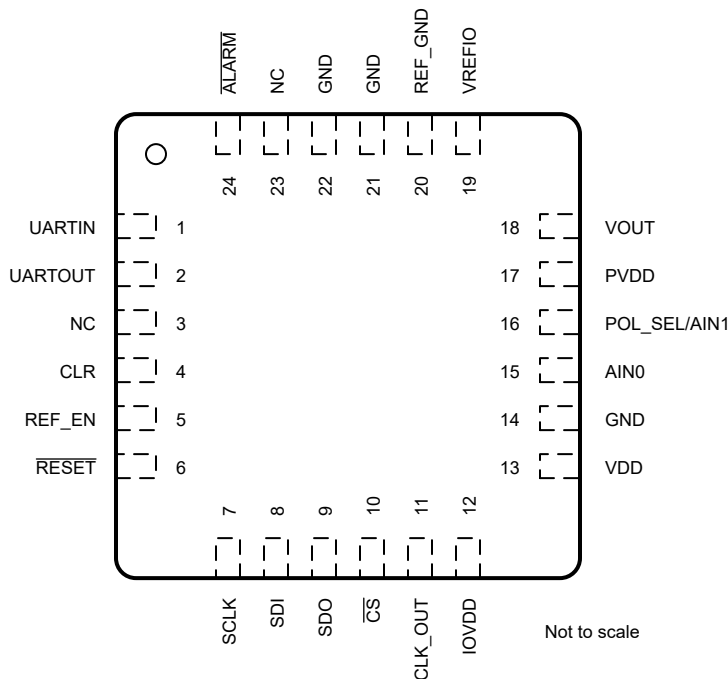 ALARM
NC
GND
GND
REF_GND
VREFIO
24
23
22
21
20
19
UARTIN 1
UARTOUT 2
NC 3
CLR 4
REF_EN 5
RESET 6
18 VOUT
17 PVDD
16 POL_SEL/AIN1
15 AIN0
14 GND
13 VDD
7
8
9
10
11
12
SCLK
SDI
SDO
CS
CLK_OUT
IOVDD
Not to scale